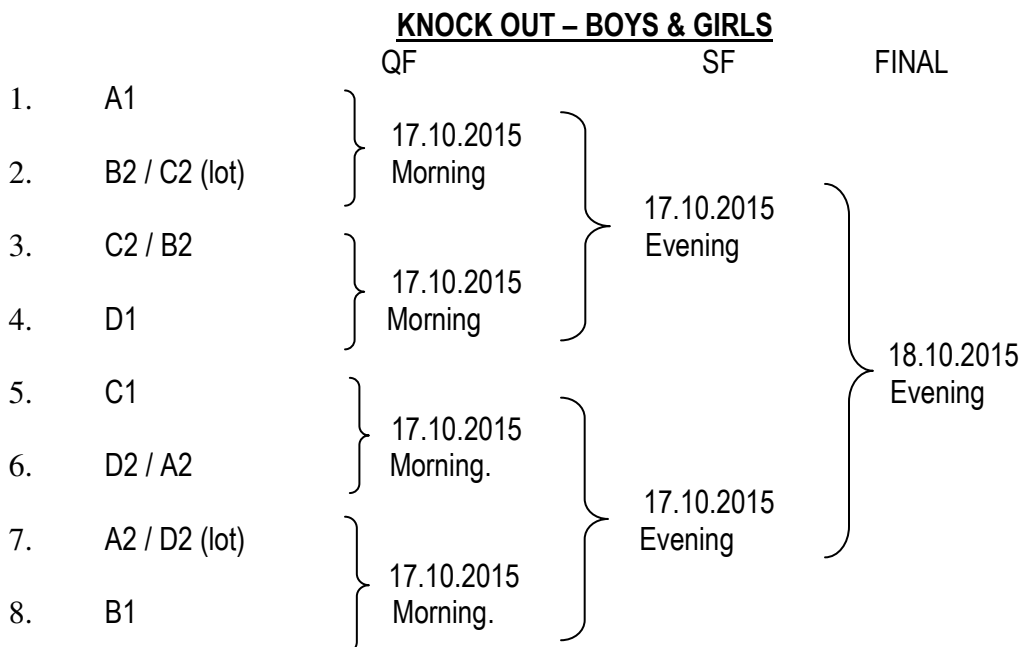 KNOCK OUT – BOYS & GIRLS
QF SF FINAL
1. A1
17.10.2015
2. B2 / C2 (lot) Morning
17.10.2015
3. C2 / B2 Evening
17.10.2015
4. D1 Morning
18.10.2015
5. C1 Evening
17.10.2015
6. D2 / A2 Morning.
17.10.2015
7. A2 / D2 (lot) Evening
17.10.2015
8. B1 Morning.